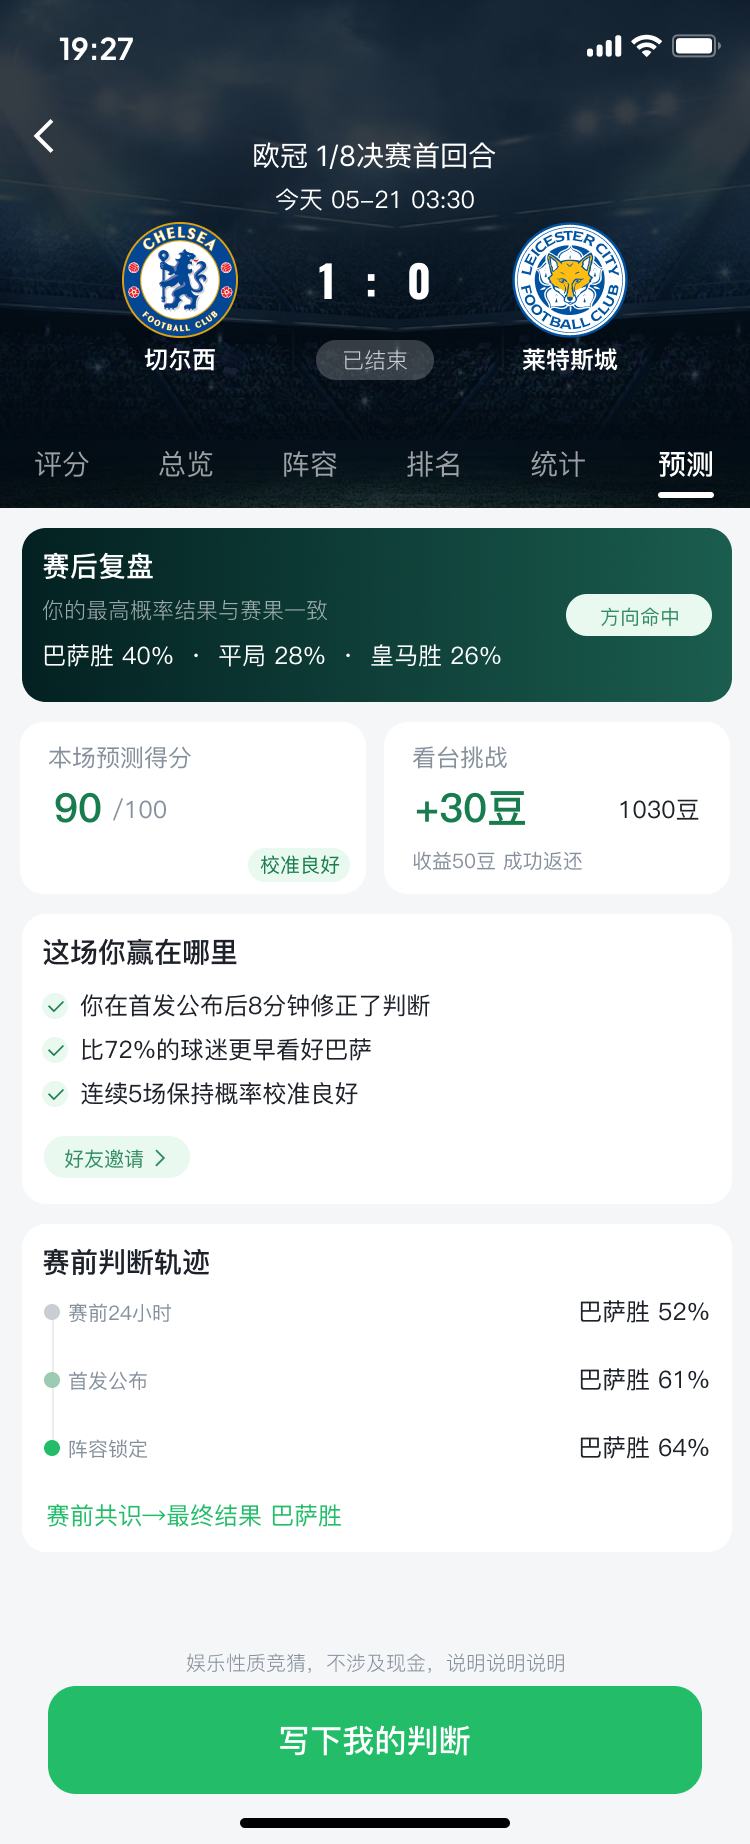 19:27
欧冠 1/8决赛首回合
今天 05-21 03:30
CHELSEA
FOOTBALL CLUB
LEICESTER CITY
FOOTBALL CLUB
1 : 0
切尔西
已结束
莱特斯城
评分 总览 阵容 排名 统计 预测
赛后复盘
你的最高概率结果与赛果一致
方向命中
巴萨胜 40% · 平局 28% · 皇马胜 26%
本场预测得分
90 /100
校准良好
看台挑战
+30豆
1030豆
收益50豆 成功返还
这场你赢在哪里
你在首发公布后8分钟修正了判断
比72%的球迷更早看好巴萨
连续5场保持概率校准良好
好友邀请 >
赛前判断轨迹
赛前24小时 巴萨胜 52%
首发公布 巴萨胜 61%
阵容锁定 巴萨胜 64%
赛前共识→最终结果 巴萨胜
娱乐性质竞猜，不涉及现金，说明说明说明
写下我的判断